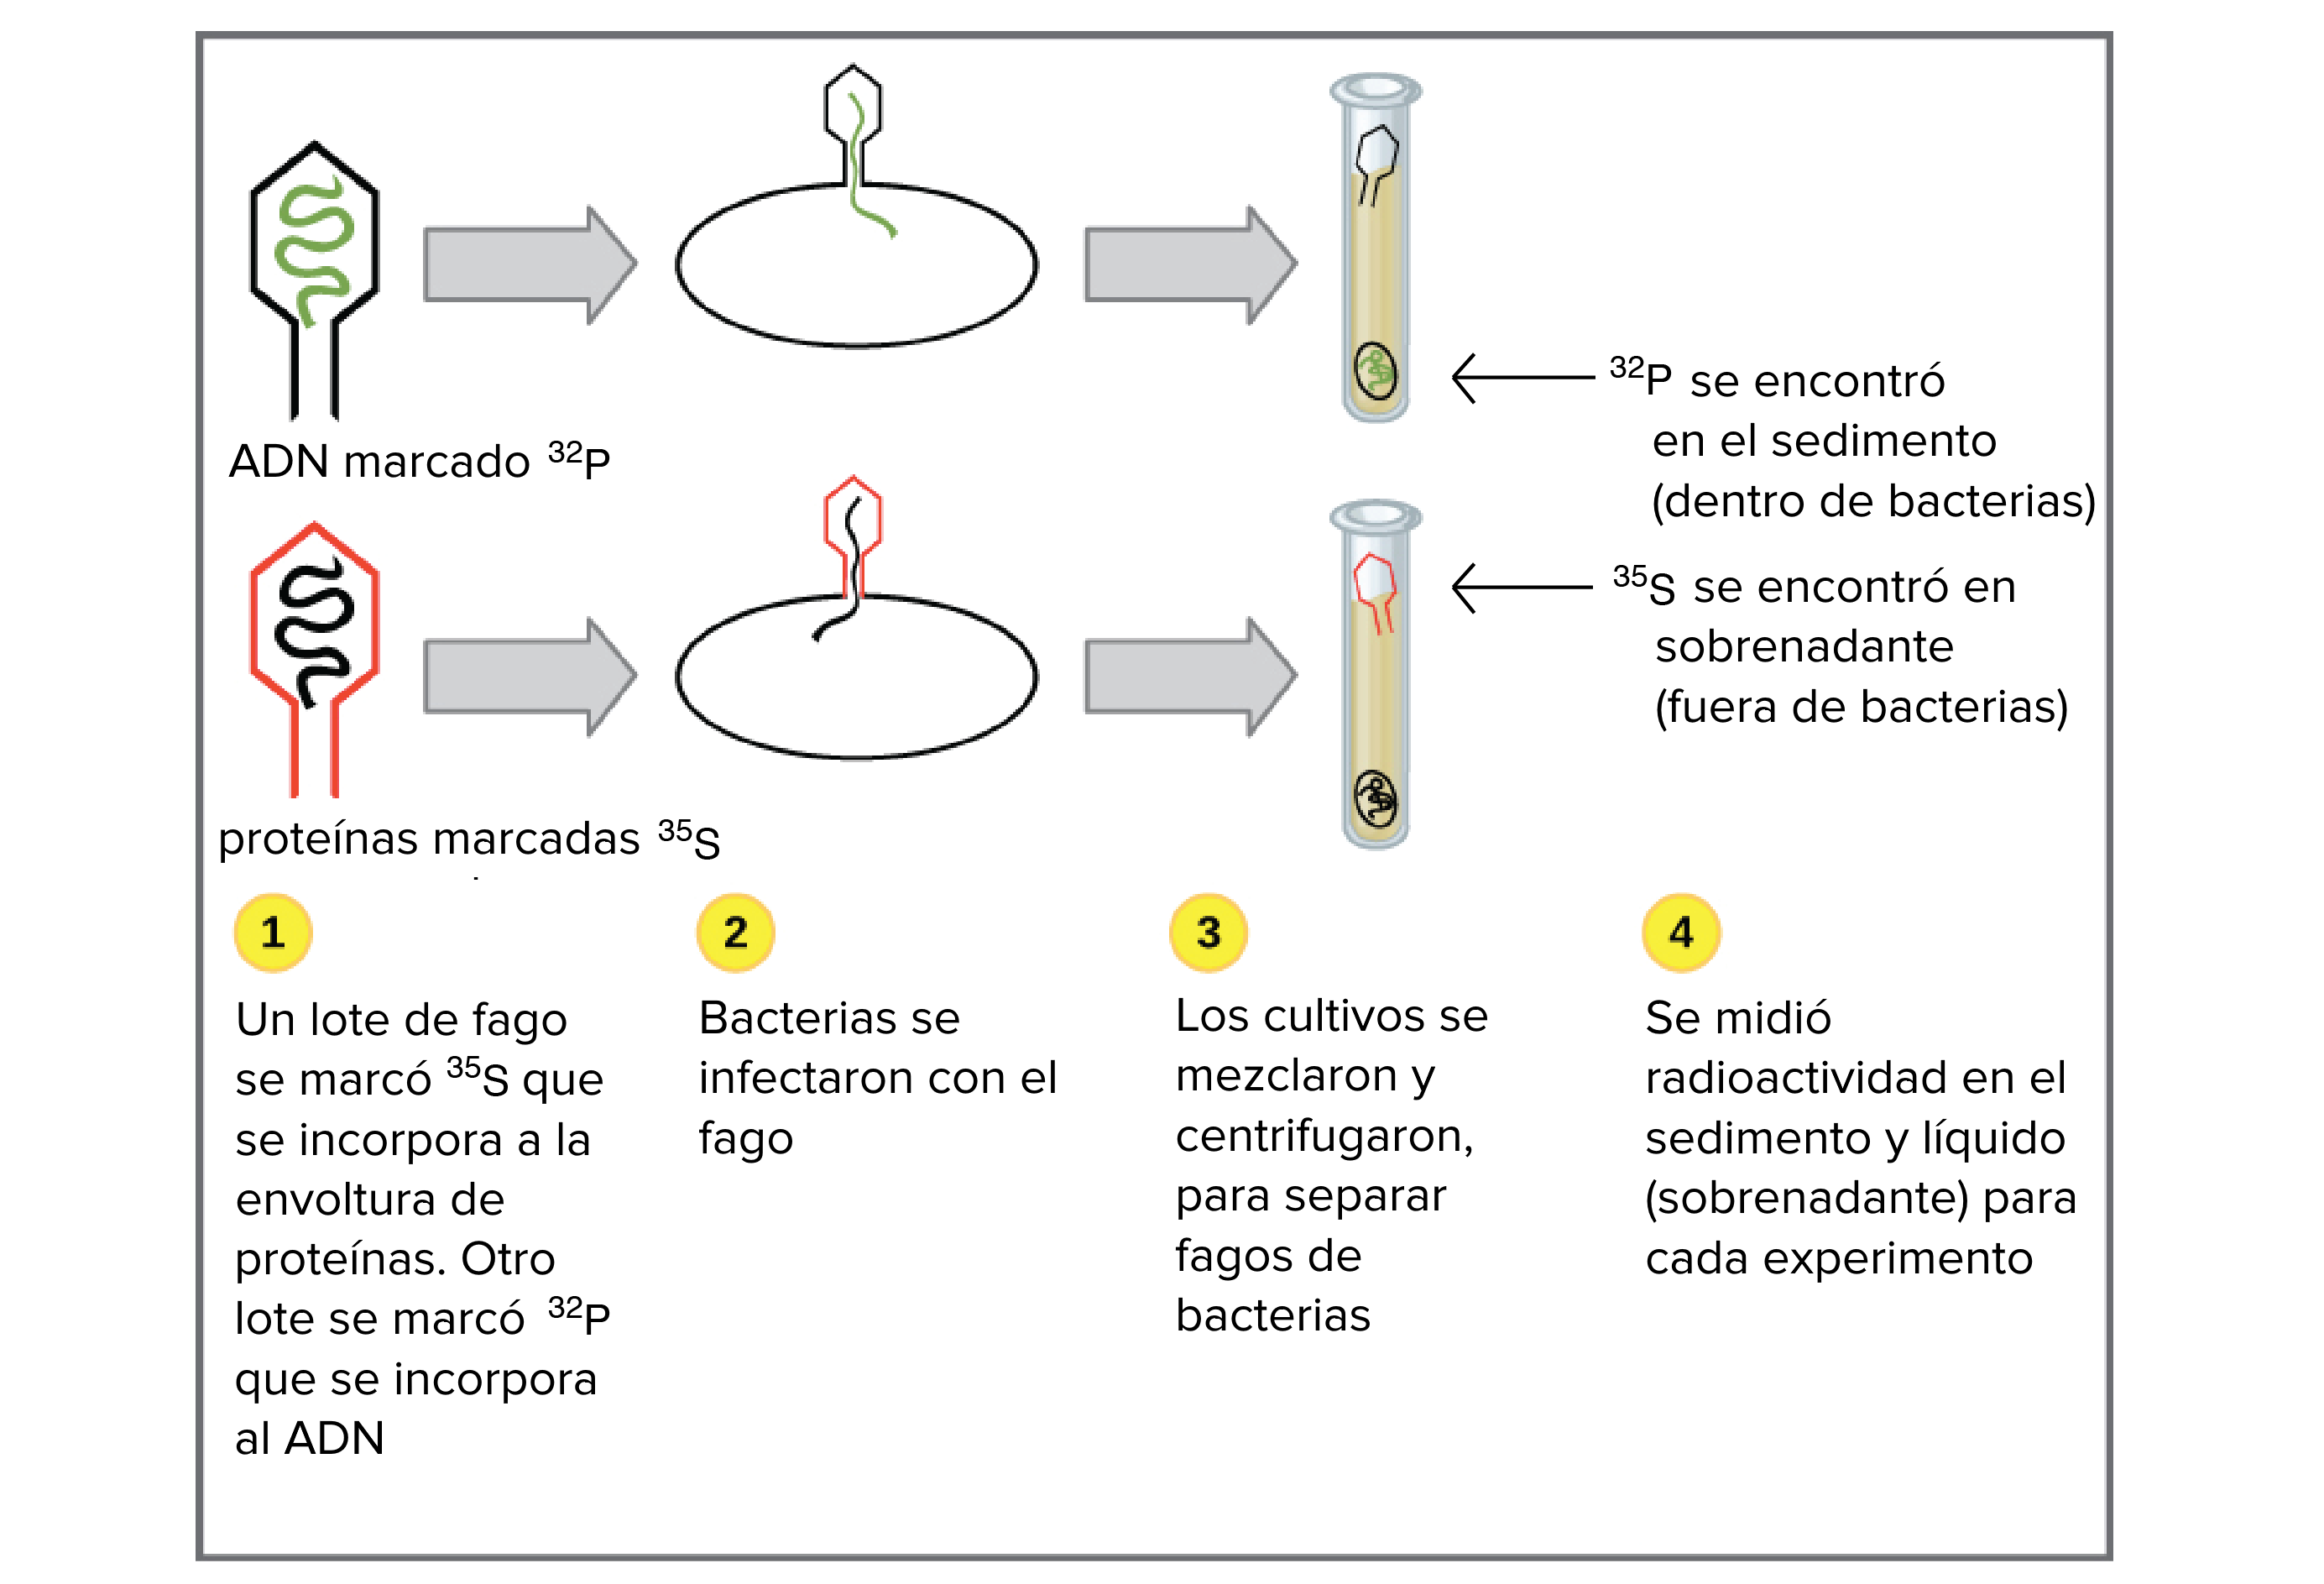 ADN marcado ³²P
³²P se encontró
en el sedimento
(dentro de bacterias)
³⁵S se encontró en
sobrenadante
(fuera de bacterias)
proteínas marcadas ³⁵S
1
Un lote de fago
se marcó ³⁵S que
se incorpora a la
envoltura de
proteínas. Otro
lote se marcó ³²P
que se incorpora
al ADN
2
Bacterias se
infectaron con el
fago
3
Los cultivos se
mezclaron y
centrifugaron,
para separar
fagos de
bacterias
4
Se midió
radioactividad en el
sedimento y líquido
(sobrenadante) para
cada experimento